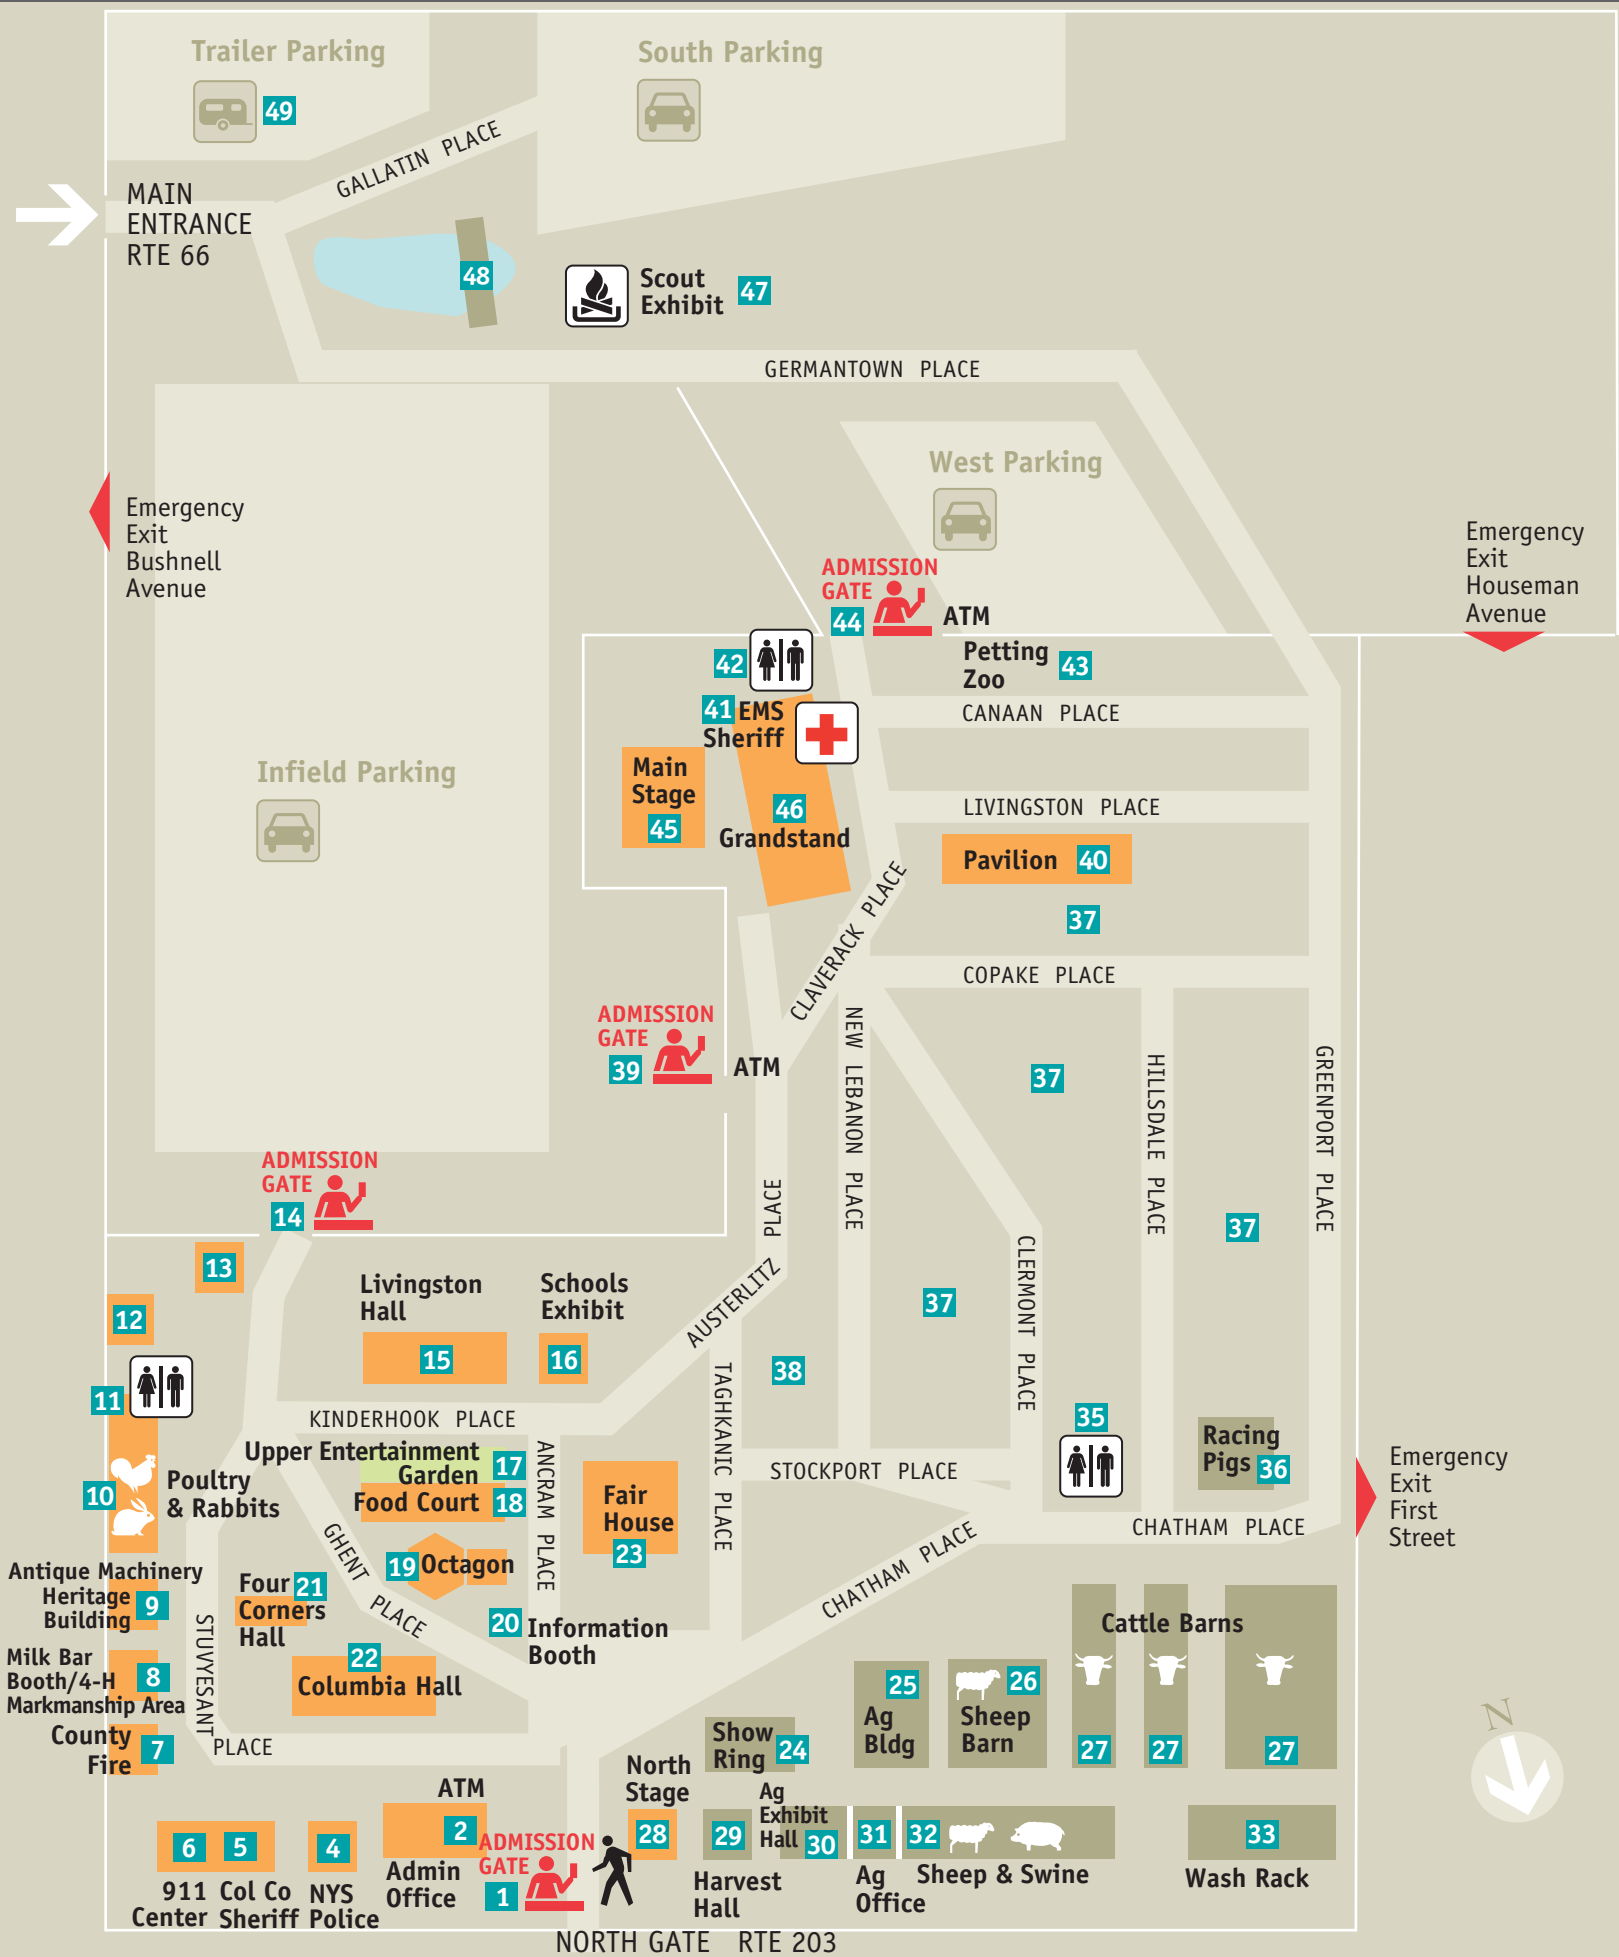 Trailer Parking
49
South Parking
GALLATIN PLACE
MAIN
ENTRANCE
RTE 66
48
Scout
Exhibit
47
GERMANTOWN PLACE
West Parking
Emergency
Exit
Bushnell
Avenue
Emergency
Exit
Houseman
Avenue
ADMISSION
GATE
44
ATM
42
Petting
Zoo
43
41
EMS
Sheriff
CANAAN PLACE
Main
Stage
45
46
Grandstand
Infield Parking
LIVINGSTON PLACE
Pavilion
40
37
CLAVERACK PLACE
COPAKE PLACE
ADMISSION
GATE
39
ATM
NEW LEBANON PLACE
37
HILLSDALE PLACE
GREENPORT PLACE
ADMISSION
GATE
14
37
13
12
Livingston
Hall
15
Schools
Exhibit
16
AUSTERLITZ PLACE
37
CLERMONT PLACE
38
TAGHKANIC PLACE
11
KINDERHOOK PLACE
35
Racing
Pigs
36
Upper Entertainment
Garden
17
Food Court
18
ANCRAM PLACE
STOCKPORT PLACE
Emergency
Exit
First
Street
10
Poultry
& Rabbits
Fair
House
23
CHATHAM PLACE
CHATHAM PLACE
GHENT PLACE
19
Octagon
Antique Machinery
Heritage
Building
9
Four
Corners
Hall
21
20
Information
Booth
Cattle Barns
27
27
27
Milk Bar
Booth/4-H
Markmanship Area
8
STUVYESANT PLACE
22
Columbia Hall
25
Ag
Bldg
26
Sheep
Barn
County
Fire
7
Show
Ring
24
N
ATM
2
Admin
Office
North
Stage
28
29
Harvest
Hall
Ag
Exhibit
Hall
30
31
Ag
Office
32
Sheep & Swine
33
Wash Rack
6
911
Center
5
Col Co
Sheriff
4
NYS
Police
ADMISSION
GATE
1
NORTH GATE RTE 203